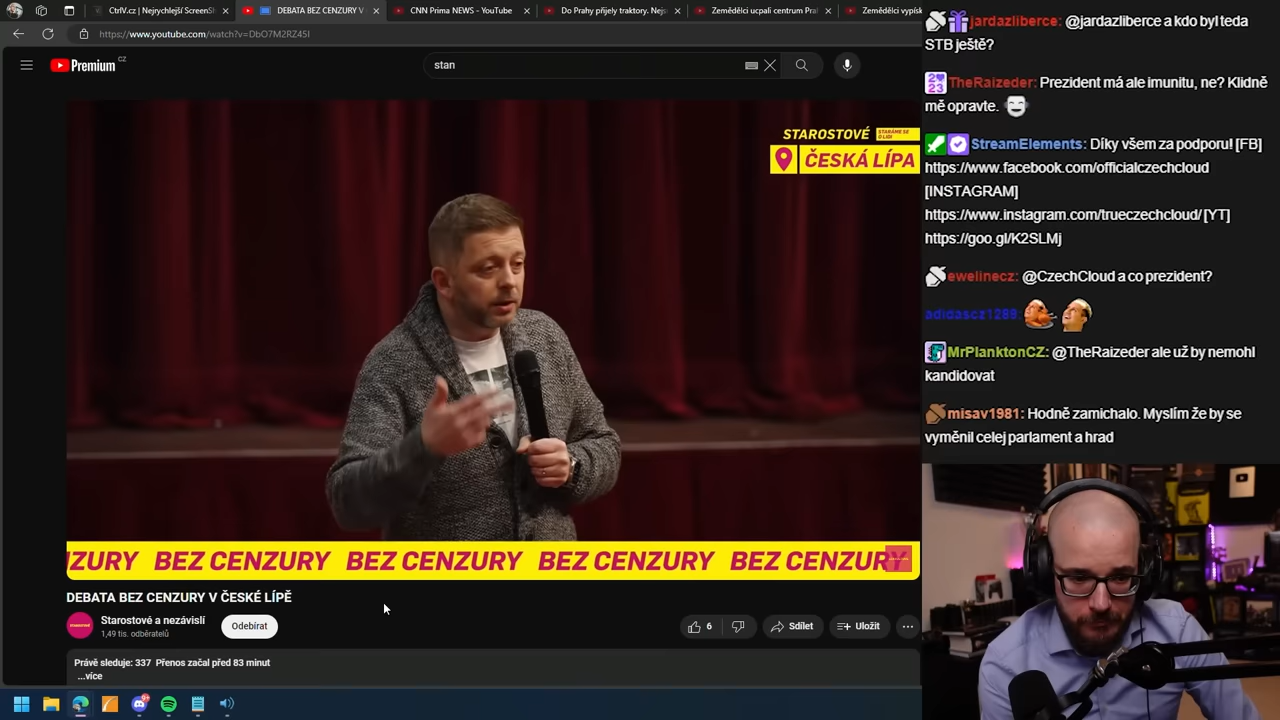 CtrlV.cz | Nejrychlejší ScreenSh
DEBATA BEZ CENZURY V
CNN Prima NEWS - YouTube
Do Prahy přijely traktory. Nejs
Zemědělci ucpali centrum Pra
Zemědělci vypísk
https://www.youtube.com/watch?v=DbO7M2RZ45I
Premium CZ
stan
STAROSTOVÉ
STARÁME SE
O LIDI
ČESKÁ LÍPA
NZURY BEZ CENZURY BEZ CENZURY BEZ CENZURY BEZ CENZURY
DEBATA BEZ CENZURY V ČESKÉ LÍPĚ
Starostové a nezávislí
1,49 tis. odběratelů
Odebírat
6
Sdílet
Uložit
Právě sleduje: 337 Přenos začal před 83 minut
...více
jardazliberce: @jardazliberce a kdo byl teda
STB ještě?
TheRaizeder: Prezident má ale imunitu, ne? Klidně
mě opravte.
StreamElements: Díky všem za podporu! [FB]
https://www.facebook.com/officialczechcloud
[INSTAGRAM]
https://www.instagram.com/trueczechcloud/ [YT]
https://goo.gl/K2SLMj
ewelinecz: @CzechCloud a co prezident?
adidascz1289:
MrPlanktonCZ: @TheRaizeder ale už by nemohl
kandidovat
misav1981: Hodně zamichalo. Myslím že by se
vyměnil celej parlament a hrad